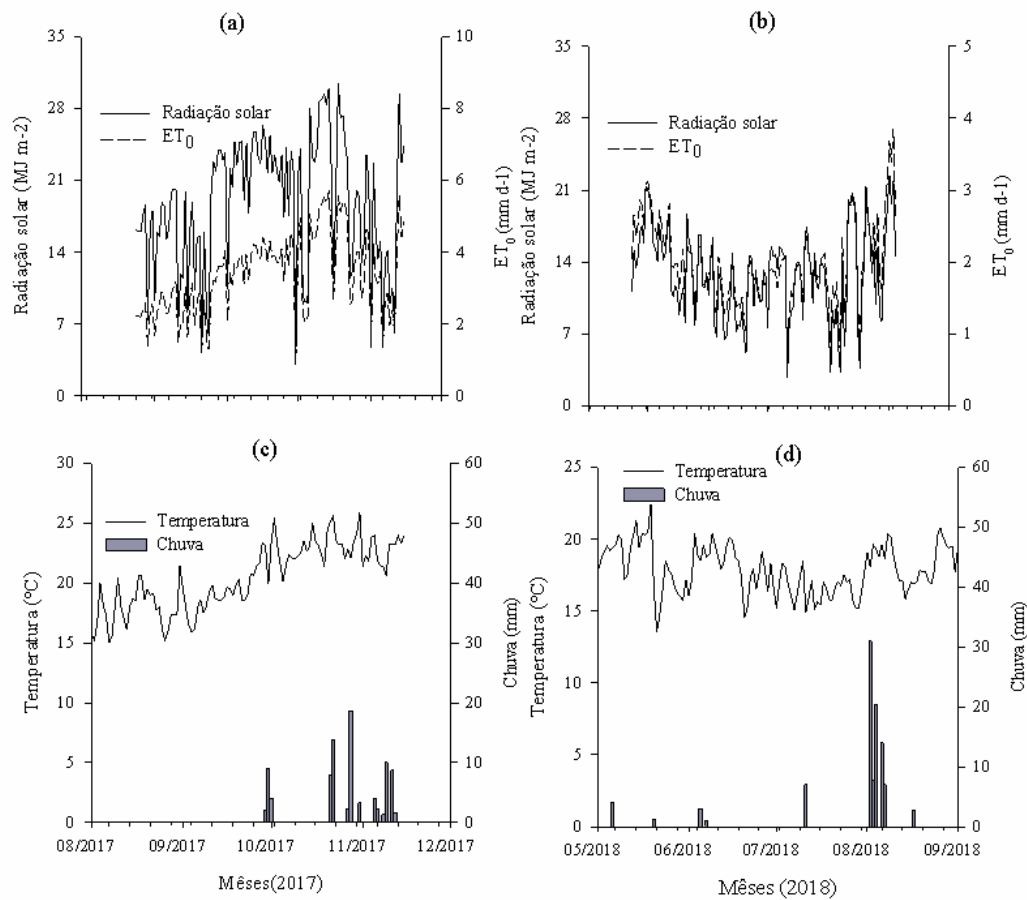 (a)
35
28
21
14
7
0
Radiação solar (MJ m-2)
Radiação solar
ET0
10
8
6
4
2
0
ET0 (mm d-1)
(b)
35
28
21
14
7
0
Radiação solar (MJ m-2)
Radiação solar
ET0
5
4
3
2
1
0
ET0 (mm d-1)
(c)
30
25
20
15
10
5
0
Temperatura (°C)
Temperatura
Chuva
60
50
40
30
20
10
0
Chuva (mm)
08/2017 09/2017 10/2017 11/2017 12/2017
Mêses(2017)
(d)
25
20
15
10
5
0
Temperatura (°C)
Temperatura
Chuva
60
50
40
30
20
10
0
Chuva (mm)
05/2018 06/2018 07/2018 08/2018 09/2018
Mêses (2018)